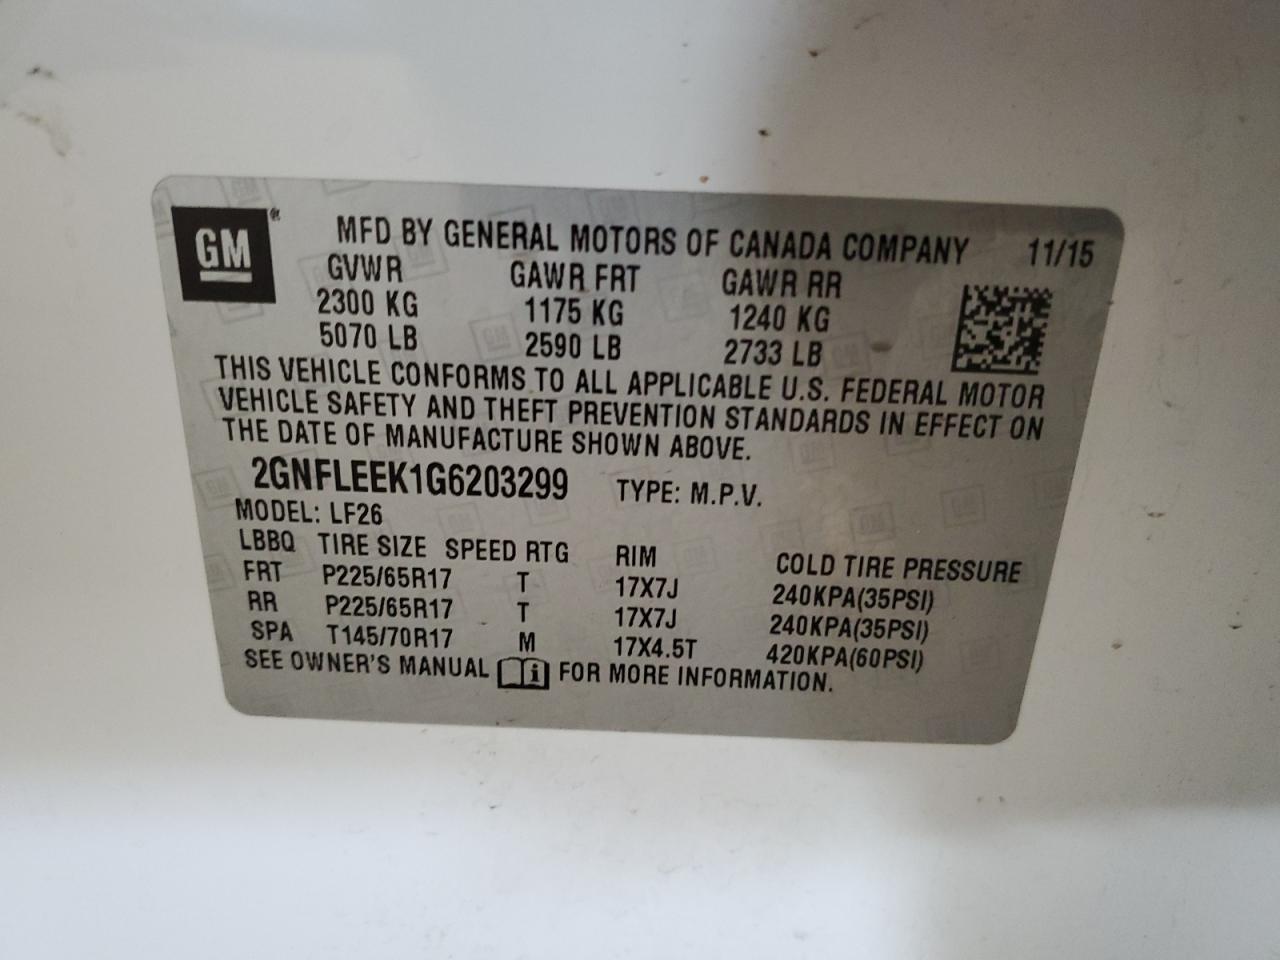 GM ®
MFD BY GENERAL MOTORS OF CANADA COMPANY 11/15
GVWR GAWR FRT GAWR RR
2300 KG 1175 KG 1240 KG
5070 LB 2590 LB 2733 LB
THIS VEHICLE CONFORMS TO ALL APPLICABLE U.S. FEDERAL MOTOR
VEHICLE SAFETY AND THEFT PREVENTION STANDARDS IN EFFECT ON
THE DATE OF MANUFACTURE SHOWN ABOVE.
2GNFLEEK1G6203299 TYPE: M.P.V.
MODEL: LF26
LBBQ TIRE SIZE SPEED RTG RIM COLD TIRE PRESSURE
FRT P225/65R17 T 17X7J 240KPA(35PSI)
RR P225/65R17 T 17X7J 240KPA(35PSI)
SPA T145/70R17 M 17X4.5T 420KPA(60PSI)
SEE OWNER'S MANUAL i FOR MORE INFORMATION.